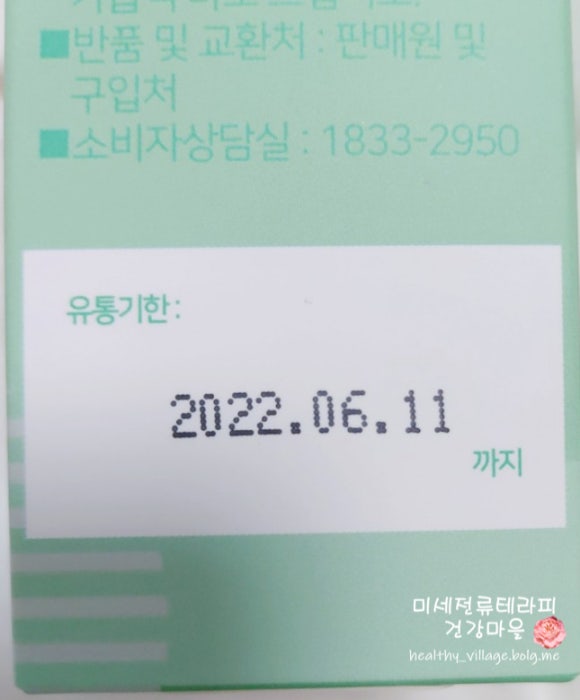 ■반품 및 교환처 : 판매원 및
구입처
■소비자상담실 : 1833-2950
유통기한 :
2022.06.11
까지
미세전류테라피
건강마을
healthy_village.bolg.me